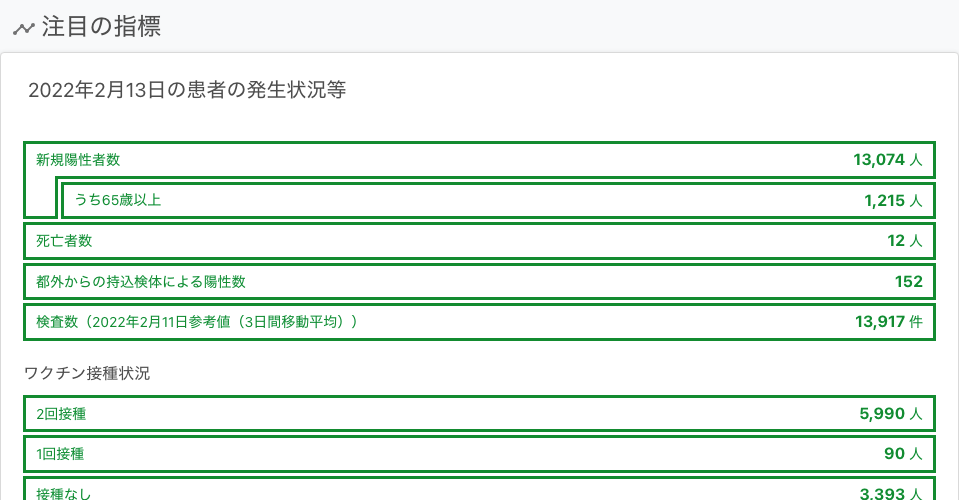 注目の指標
2022年2月13日の患者の発生状況等
新規陽性者数 13,074 人
うち65歳以上 1,215 人
死亡者数 12 人
都外からの持込検体による陽性数 152
検査数（2022年2月11日参考値（3日間移動平均）） 13,917 件
ワクチン接種状況
2回接種 5,990 人
1回接種 90 人
接種なし 3,393 人